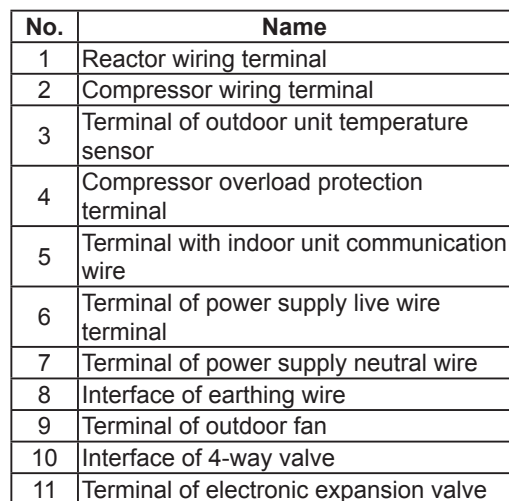 No. Name
1 Reactor wiring terminal
2 Compressor wiring terminal
3 Terminal of outdoor unit temperature
sensor
4 Compressor overload protection
terminal
5 Terminal with indoor unit communication
wire
6 Terminal of power supply live wire
terminal
7 Terminal of power supply neutral wire
8 Interface of earthing wire
9 Terminal of outdoor fan
10 Interface of 4-way valve
11 Terminal of electronic expansion valve